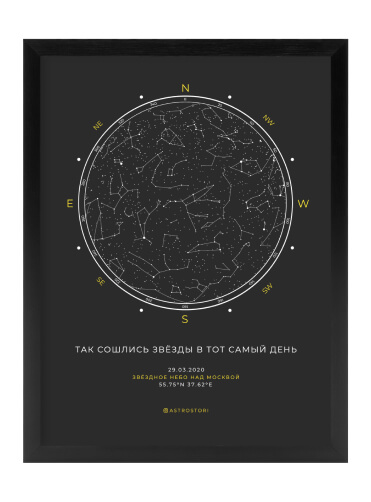 N
NE
NW
E
W
SE
SW
S
ТАК СОШЛИСЬ ЗВЁЗДЫ В ТОТ САМЫЙ ДЕНЬ
29.03.2020
ЗВЁЗДНОЕ НЕБО НАД МОСКВОЙ
55.75°N 37.62°E
@ASTROSTORI